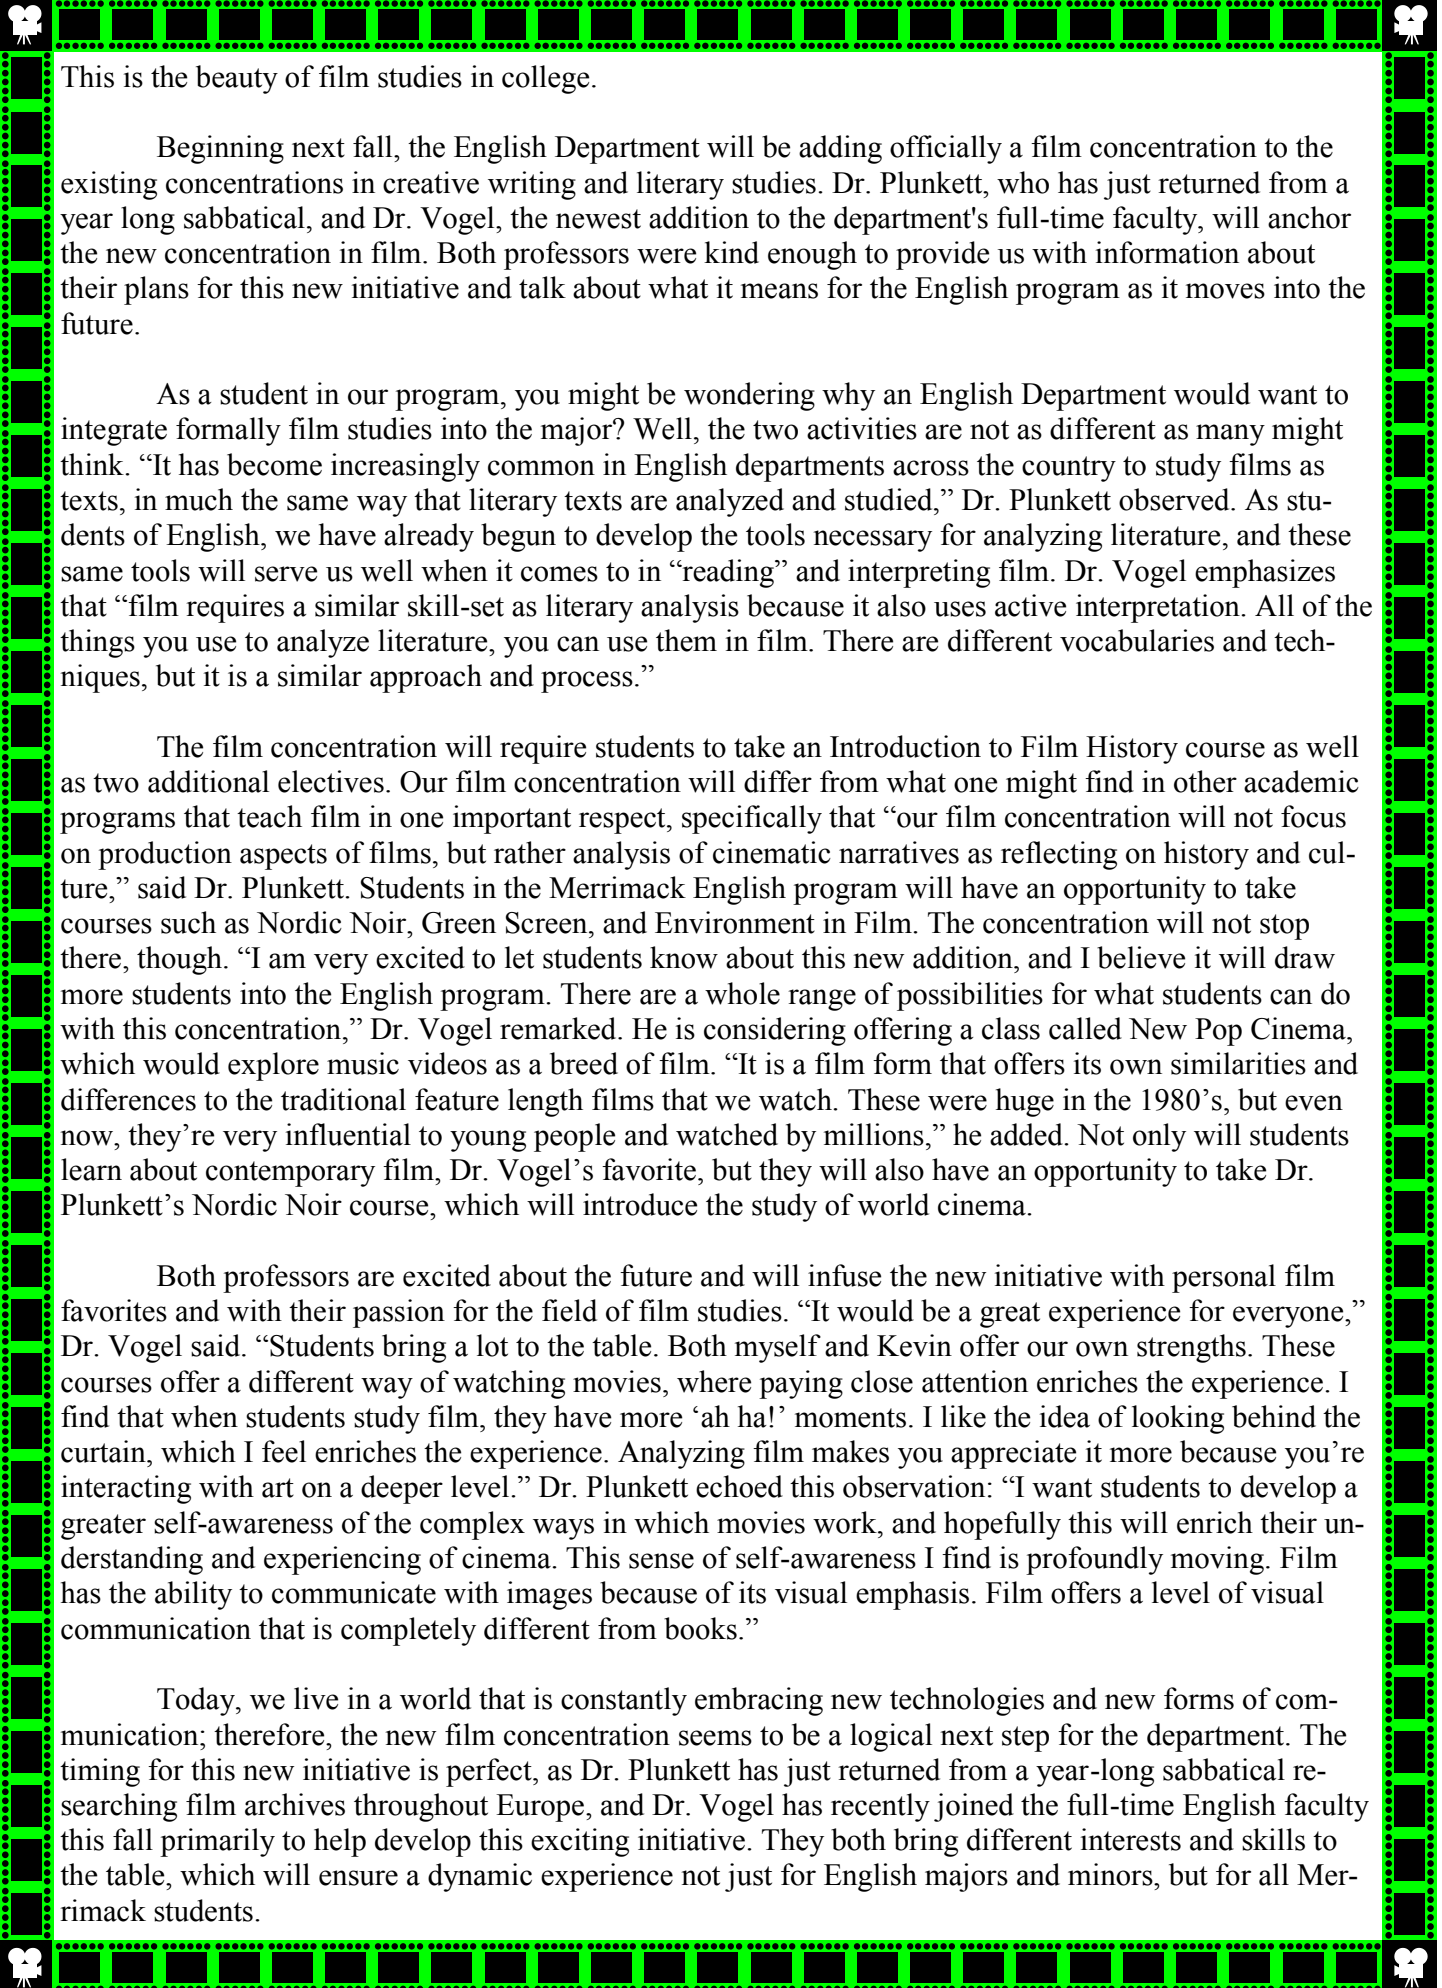 This is the beauty of film studies in college.
Beginning next fall, the English Department will be adding officially a film concentration to the
existing concentrations in creative writing and literary studies. Dr. Plunkett, who has just returned from a
year long sabbatical, and Dr. Vogel, the newest addition to the department's full-time faculty, will anchor
the new concentration in film. Both professors were kind enough to provide us with information about
their plans for this new initiative and talk about what it means for the English program as it moves into the
future.
As a student in our program, you might be wondering why an English Department would want to
integrate formally film studies into the major? Well, the two activities are not as different as many might
think. “It has become increasingly common in English departments across the country to study films as
texts, in much the same way that literary texts are analyzed and studied,” Dr. Plunkett observed. As stu-
dents of English, we have already begun to develop the tools necessary for analyzing literature, and these
same tools will serve us well when it comes to in “reading” and interpreting film. Dr. Vogel emphasizes
that “film requires a similar skill-set as literary analysis because it also uses active interpretation. All of the
things you use to analyze literature, you can use them in film. There are different vocabularies and tech-
niques, but it is a similar approach and process.”
The film concentration will require students to take an Introduction to Film History course as well
as two additional electives. Our film concentration will differ from what one might find in other academic
programs that teach film in one important respect, specifically that “our film concentration will not focus
on production aspects of films, but rather analysis of cinematic narratives as reflecting on history and cul-
ture,” said Dr. Plunkett. Students in the Merrimack English program will have an opportunity to take
courses such as Nordic Noir, Green Screen, and Environment in Film. The concentration will not stop
there, though. “I am very excited to let students know about this new addition, and I believe it will draw
more students into the English program. There are a whole range of possibilities for what students can do
with this concentration,” Dr. Vogel remarked. He is considering offering a class called New Pop Cinema,
which would explore music videos as a breed of film. “It is a film form that offers its own similarities and
differences to the traditional feature length films that we watch. These were huge in the 1980’s, but even
now, they’re very influential to young people and watched by millions,” he added. Not only will students
learn about contemporary film, Dr. Vogel’s favorite, but they will also have an opportunity to take Dr.
Plunkett’s Nordic Noir course, which will introduce the study of world cinema.
Both professors are excited about the future and will infuse the new initiative with personal film
favorites and with their passion for the field of film studies. “It would be a great experience for everyone,”
Dr. Vogel said. “Students bring a lot to the table. Both myself and Kevin offer our own strengths. These
courses offer a different way of watching movies, where paying close attention enriches the experience. I
find that when students study film, they have more ‘ah ha!’ moments. I like the idea of looking behind the
curtain, which I feel enriches the experience. Analyzing film makes you appreciate it more because you’re
interacting with art on a deeper level.” Dr. Plunkett echoed this observation: “I want students to develop a
greater self-awareness of the complex ways in which movies work, and hopefully this will enrich their un-
derstanding and experiencing of cinema. This sense of self-awareness I find is profoundly moving. Film
has the ability to communicate with images because of its visual emphasis. Film offers a level of visual
communication that is completely different from books.”
Today, we live in a world that is constantly embracing new technologies and new forms of com-
munication; therefore, the new film concentration seems to be a logical next step for the department. The
timing for this new initiative is perfect, as Dr. Plunkett has just returned from a year-long sabbatical re-
searching film archives throughout Europe, and Dr. Vogel has recently joined the full-time English faculty
this fall primarily to help develop this exciting initiative. They both bring different interests and skills to
the table, which will ensure a dynamic experience not just for English majors and minors, but for all Mer-
rimack students.